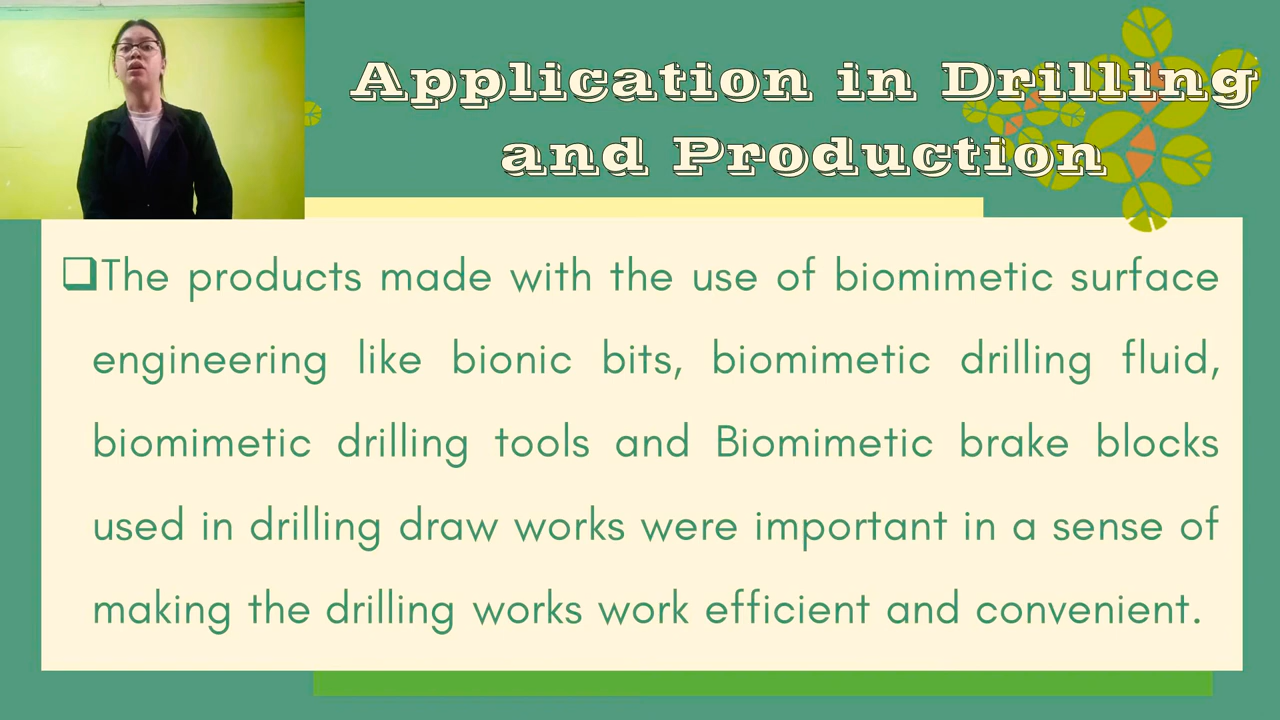 Application in Drilling
and Production
❑The products made with the use of biomimetic surface
engineering like bionic bits, biomimetic drilling fluid,
biomimetic drilling tools and Biomimetic brake blocks
used in drilling draw works were important in a sense of
making the drilling works work efficient and convenient.